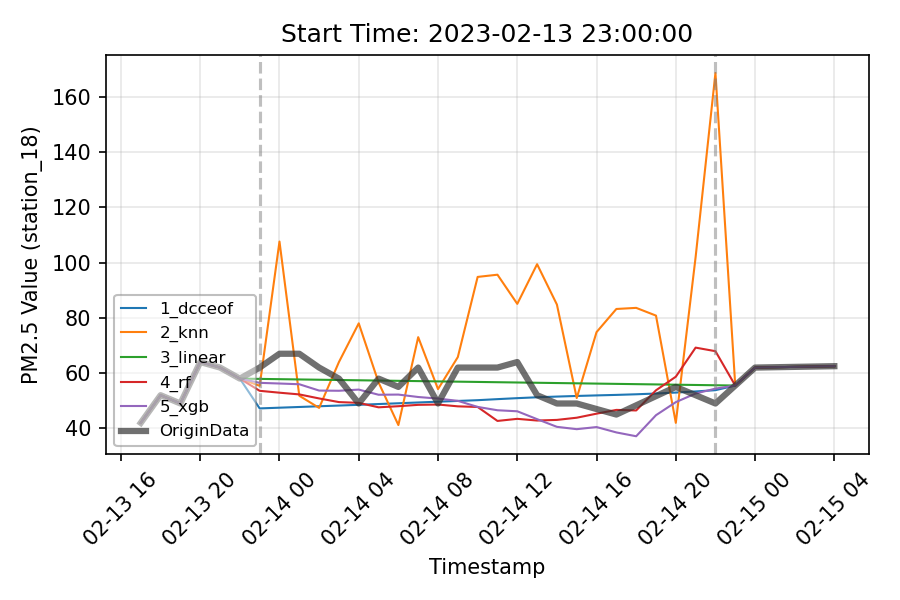 Start Time: 2023-02-13 23:00:00
PM2.5 Value (station_18)
160
140
120
100
80
60
40
1_dcceof
2_knn
3_linear
4_rf
5_xgb
OriginData
02-13 16
02-13 20
02-14 00
02-14 04
02-14 08
02-14 12
02-14 16
02-14 20
02-15 00
02-15 04
Timestamp